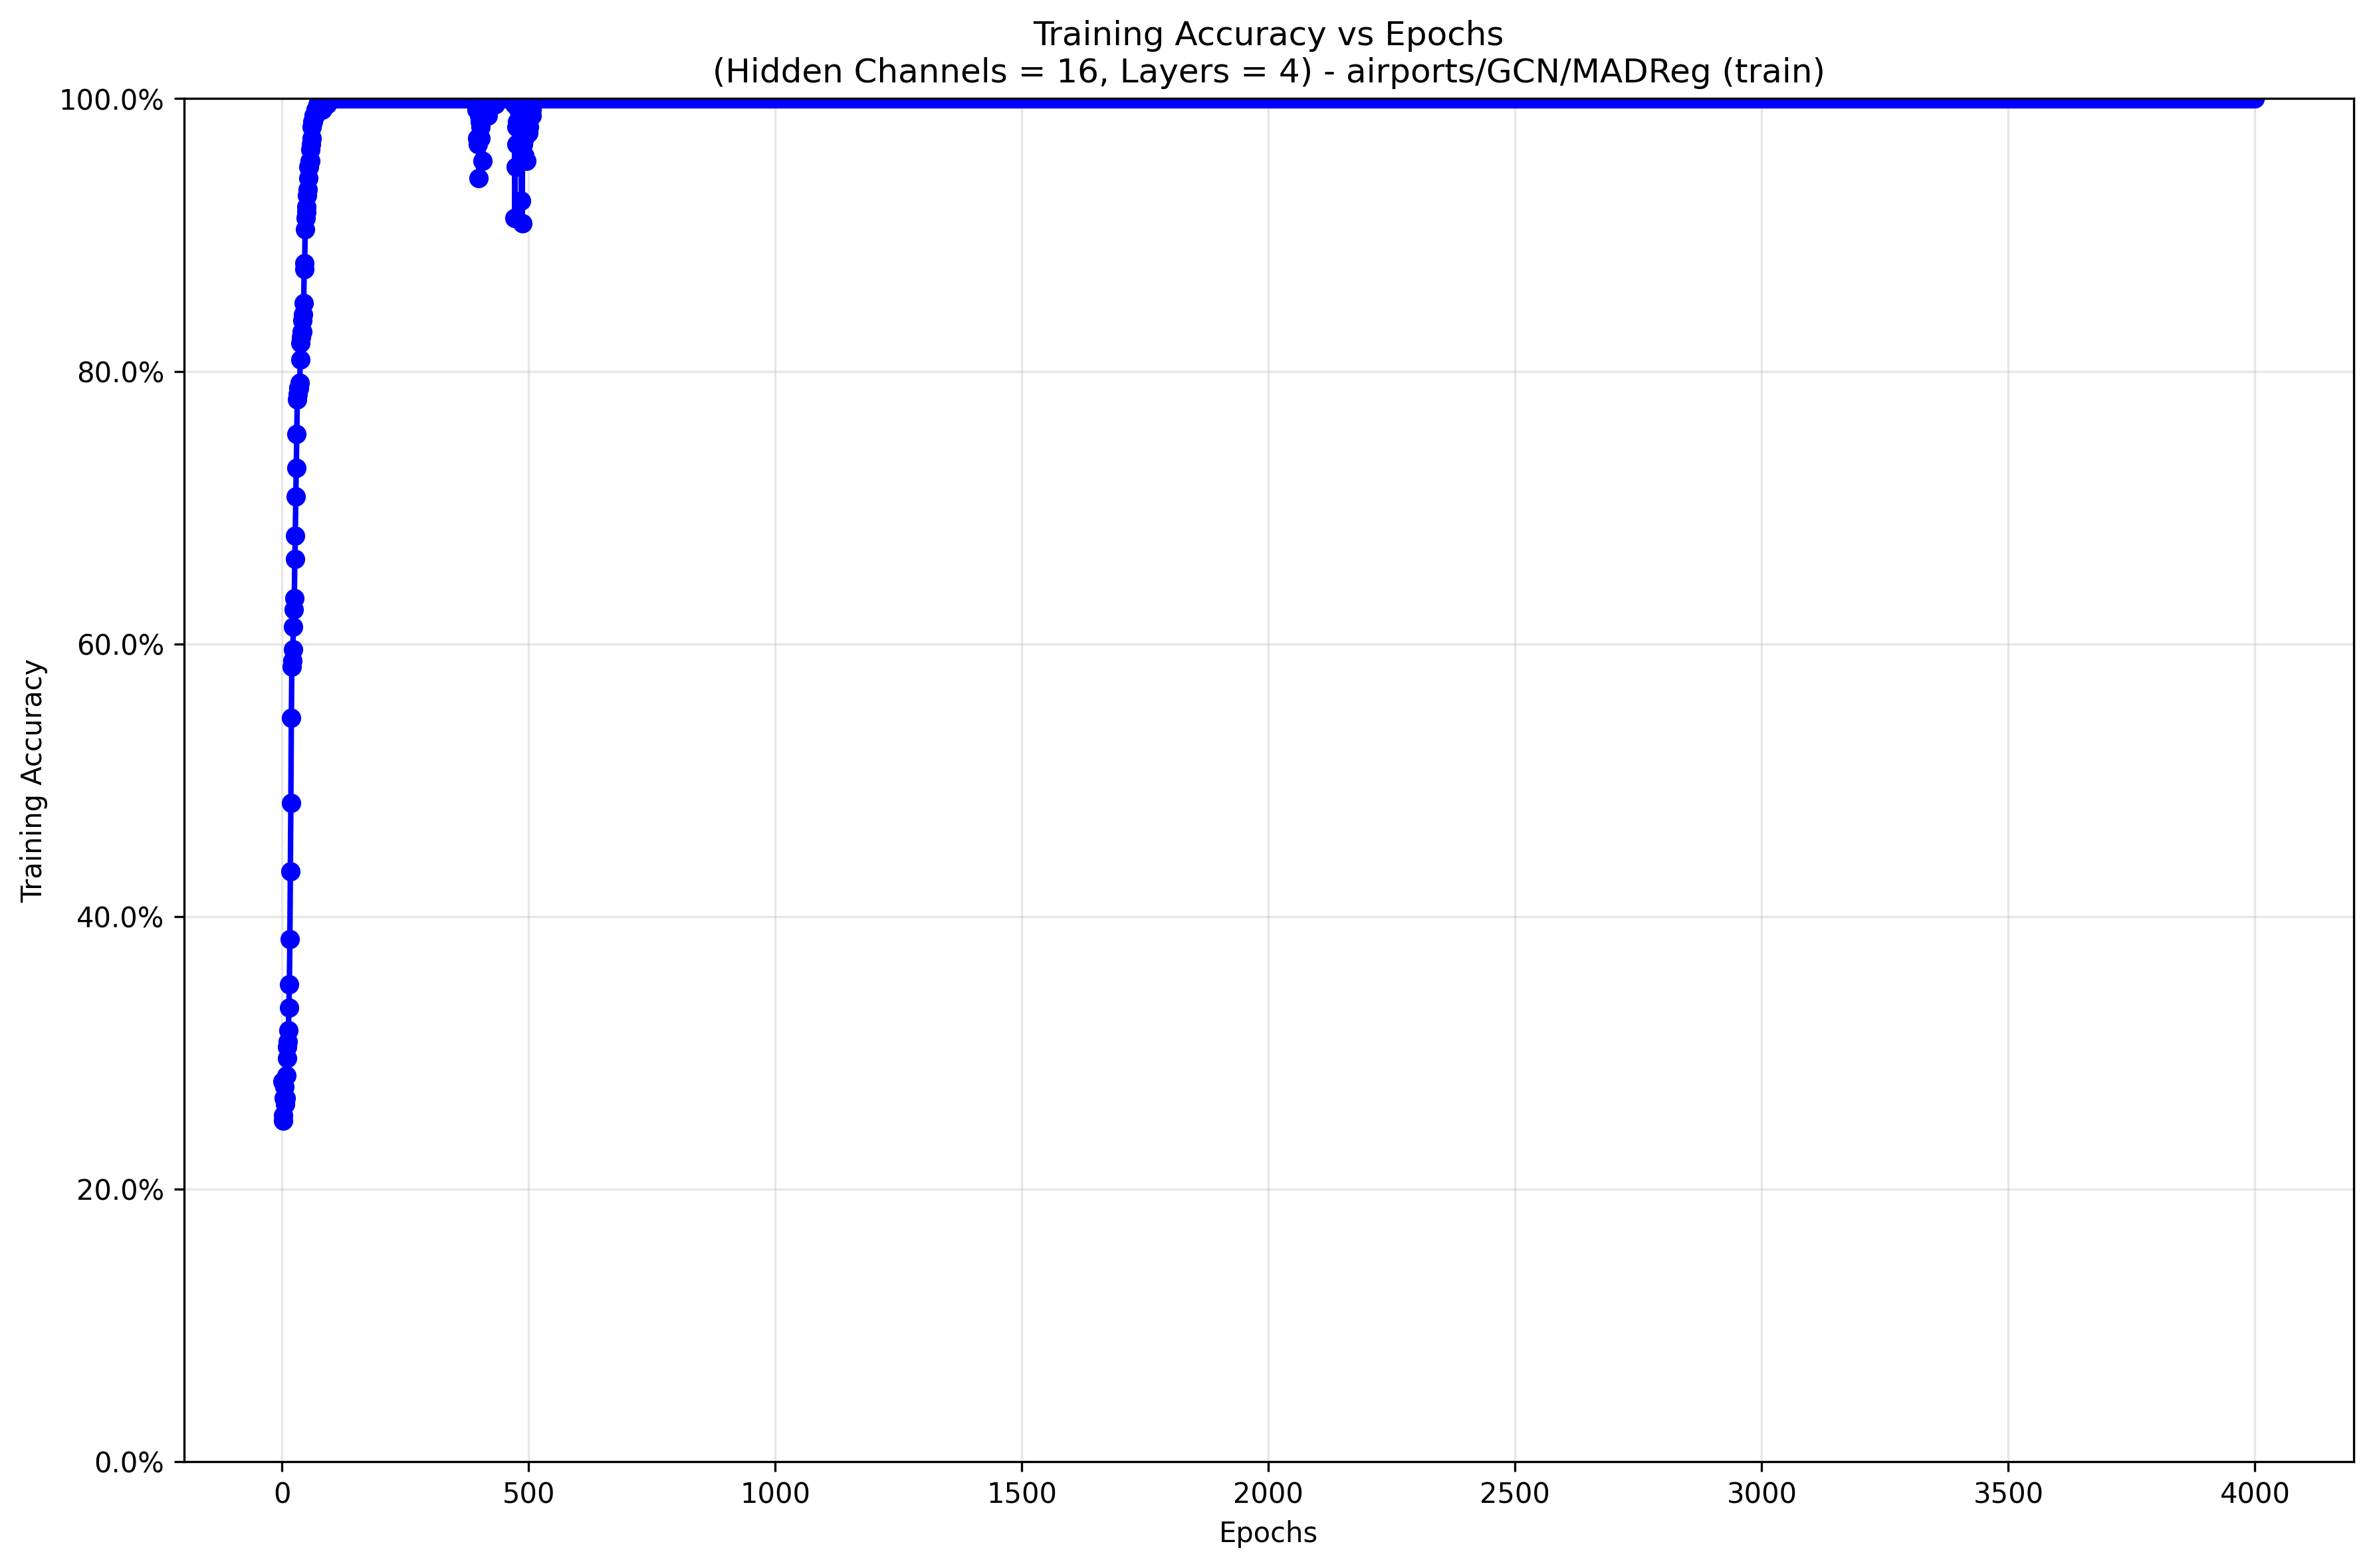 Training Accuracy vs Epochs
(Hidden Channels = 16, Layers = 4) - airports/GCN/MADReg (train)
Training Accuracy
100.0%
80.0%
60.0%
40.0%
20.0%
0.0%
0 500 1000 1500 2000 2500 3000 3500 4000
Epochs